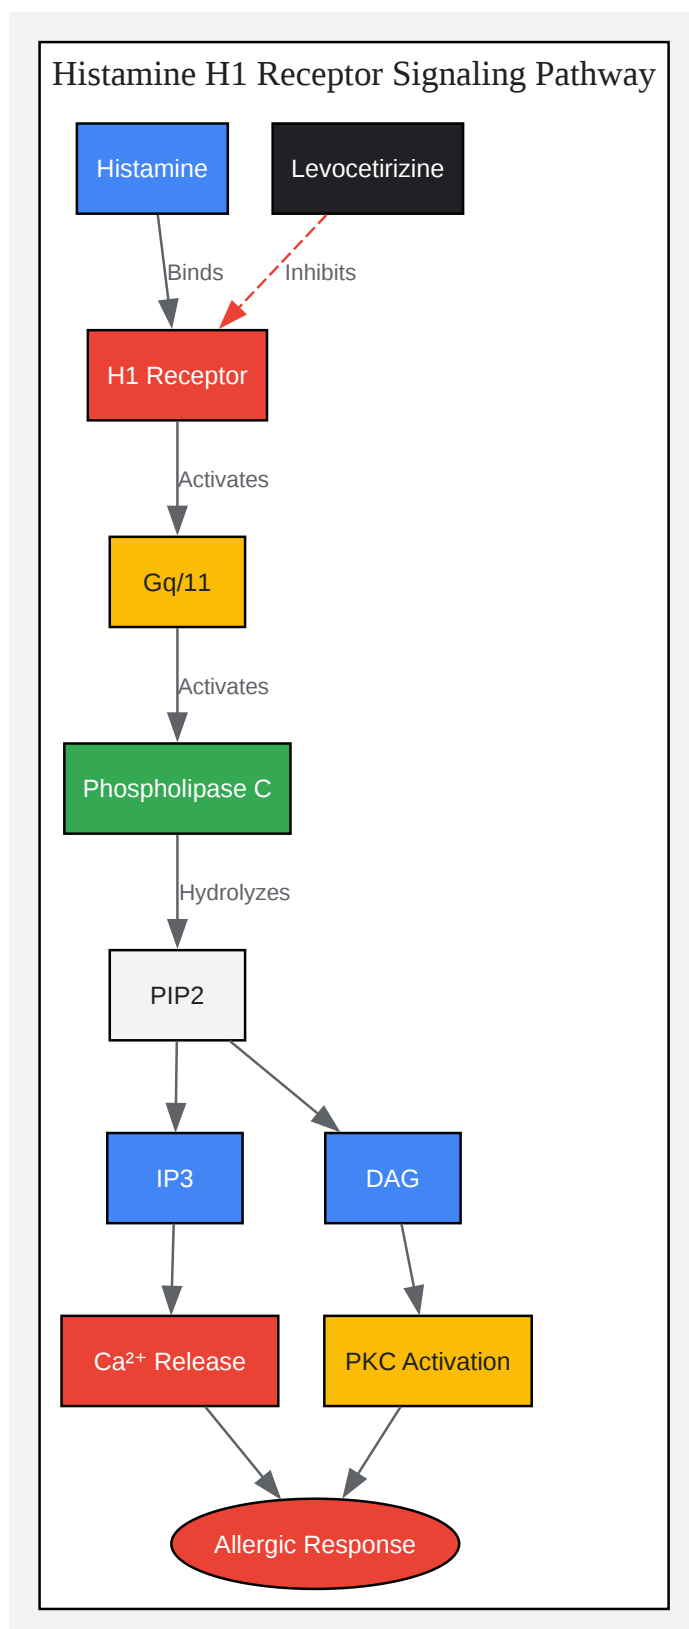 Histamine H1 Receptor Signaling Pathway
Histamine
Levocetirizine
Binds
Inhibits
H1 Receptor
Activates
Gq/11
Activates
Phospholipase C
Hydrolyzes
PIP2
IP3
DAG
Ca²⁺ Release
PKC Activation
Allergic Response